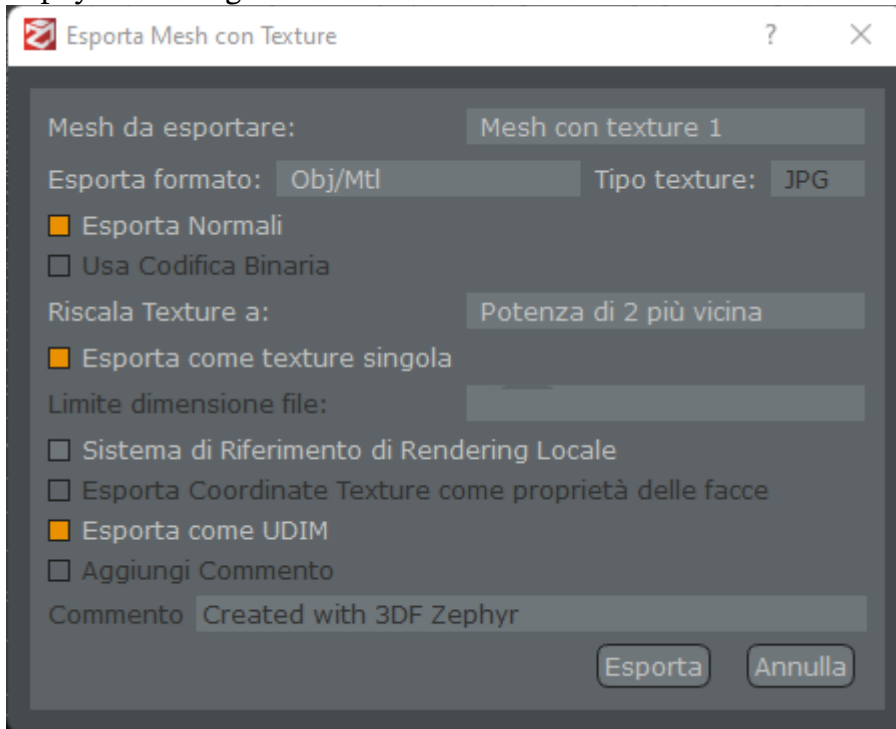 Esporta Mesh con Texture ?
Mesh da esportare: Mesh con texture 1
Esporta formato: Obj/Mtl Tipo texture: JPG
Esporta Normali
Usa Codifica Binaria
Riscala Texture a: Potenza di 2 più vicina
Esporta come texture singola
Limite dimensione file:
Sistema di Riferimento di Rendering Locale
Esporta Coordinate Texture come proprietà delle facce
Esporta come UDIM
Aggiungi Commento
Commento Created with 3DF Zephyr
Esporta Annulla